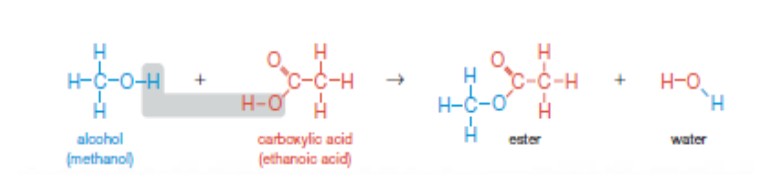 H O H O H
H-C-O-H + C-C-H → H C-C-H + H-O
H H-O H H-C-O H H
H
alcohol carboxylic acid ester water
(methanol) (ethanoic acid)